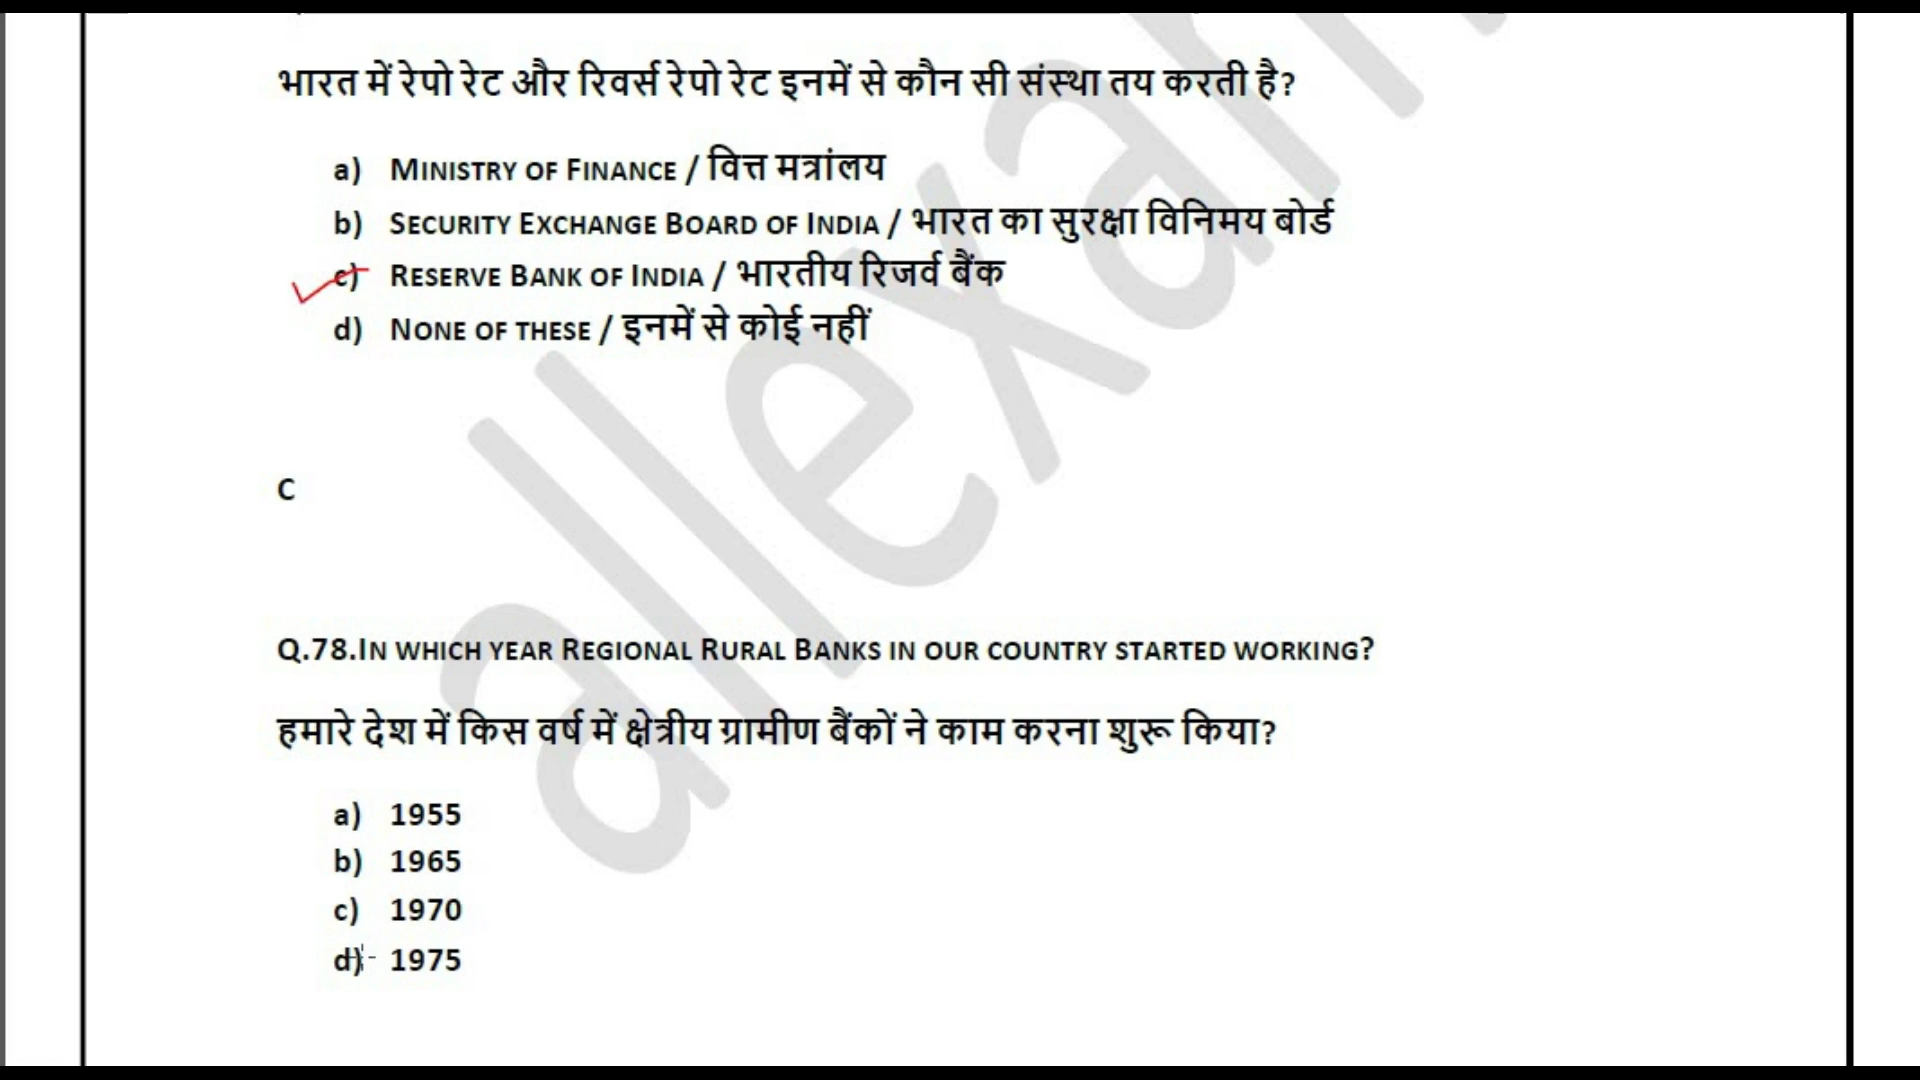 भारत में रेपो रेट और रिवर्स रेपो रेट इनमें से कौन सी संस्था तय करती है?
a) MINISTRY OF FINANCE / वित्त मत्रांलय
b) SECURITY EXCHANGE BOARD OF INDIA / भारत का सुरक्षा विनिमय बोर्ड
c) RESERVE BANK OF INDIA / भारतीय रिजर्व बैंक
d) NONE OF THESE / इनमें से कोई नहीं
C
Q.78.IN WHICH YEAR REGIONAL RURAL BANKS IN OUR COUNTRY STARTED WORKING?
हमारे देश में किस वर्ष में क्षेत्रीय ग्रामीण बैंकों ने काम करना शुरू किया?
a) 1955
b) 1965
c) 1970
d) 1975
allexam